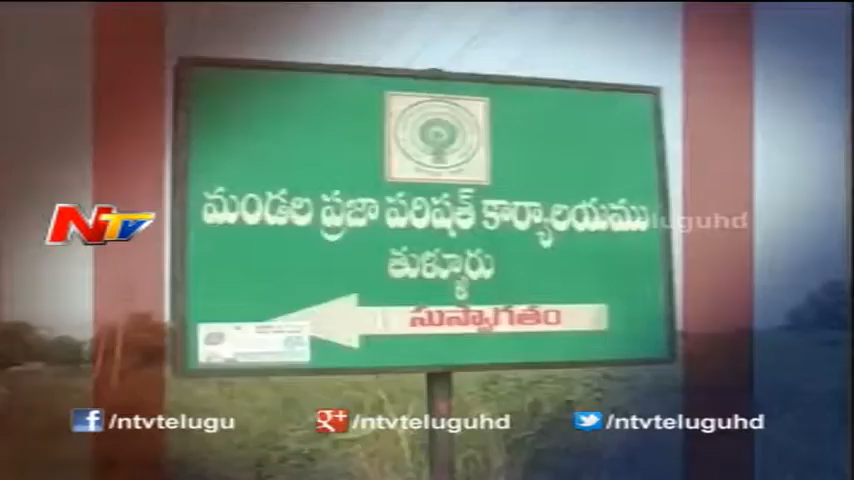 మండల ప్రజా పరిషత్ కార్యాలయము
తుళ్ళూరు
సుస్వాగతం
NTV
/ntvtelugu
/ntvteluguhd
/ntvteluguhd